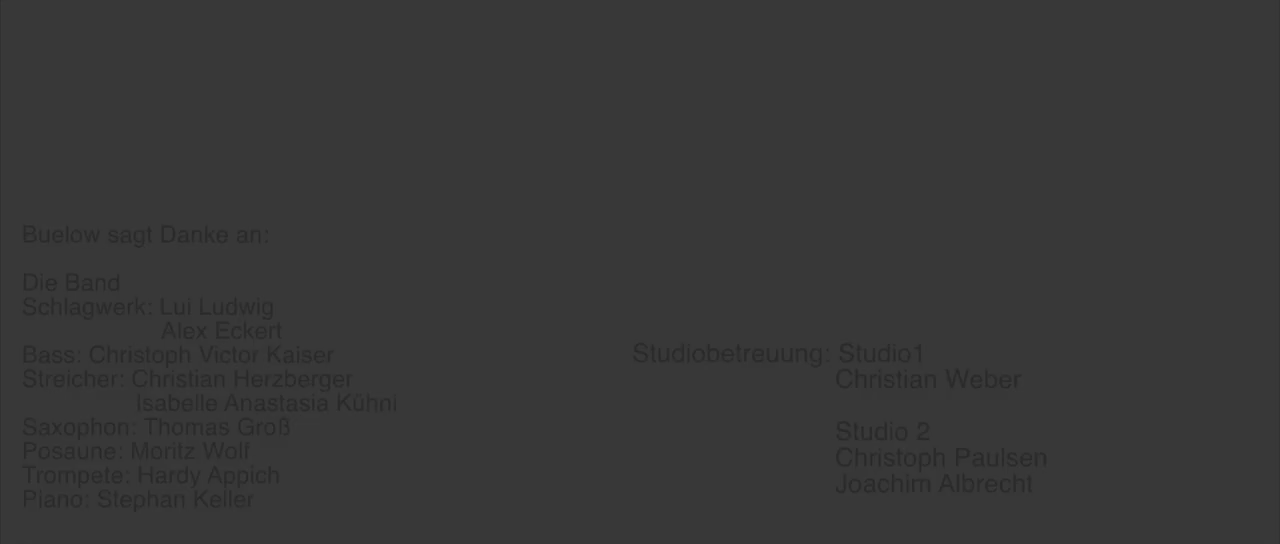 Buelow sagt Danke an:
Die Band
Schlagwerk: Lui Ludwig
Alex Eckert
Bass: Christoph Victor Kaiser
Streicher: Christian Herzberger
Isabelle Anastasia Kühnl
Saxophon: Thomas Groß
Posaune: Moritz Wolf
Trompete: Hardy Appich
Piano: Stephan Keller
Studiobetreuung: Studio1
Christian Weber
Studio 2
Christoph Paulsen
Joachim Albrecht